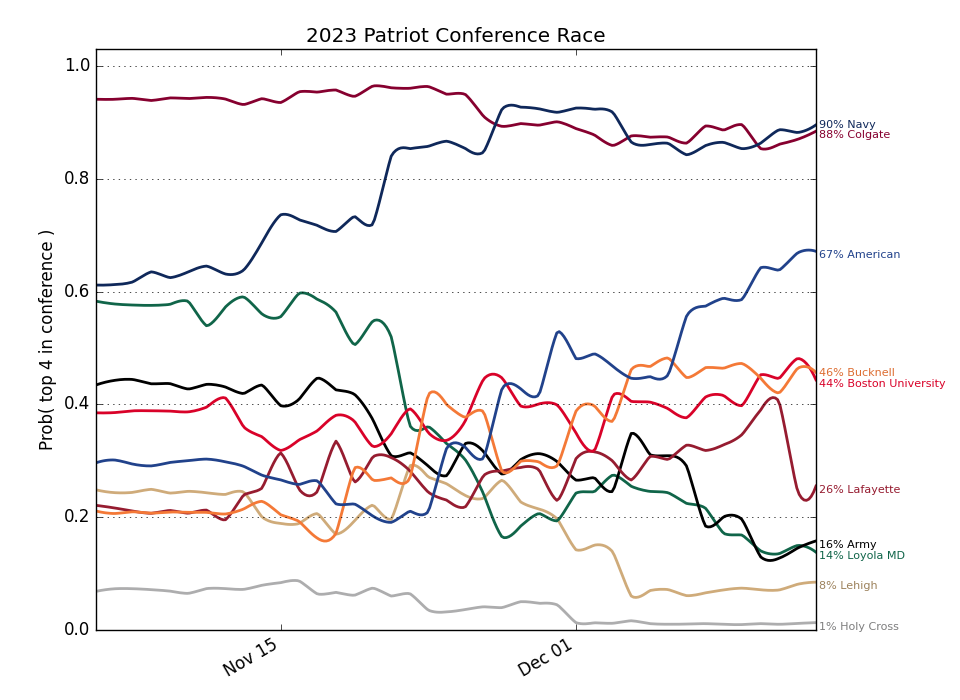 2023 Patriot Conference Race
Prob( top 4 in conference )
1.0
0.8
0.6
0.4
0.2
0.0
Nov 15
Dec 01
90% Navy
88% Colgate
67% American
46% Bucknell
44% Boston University
26% Lafayette
16% Army
14% Loyola MD
8% Lehigh
1% Holy Cross